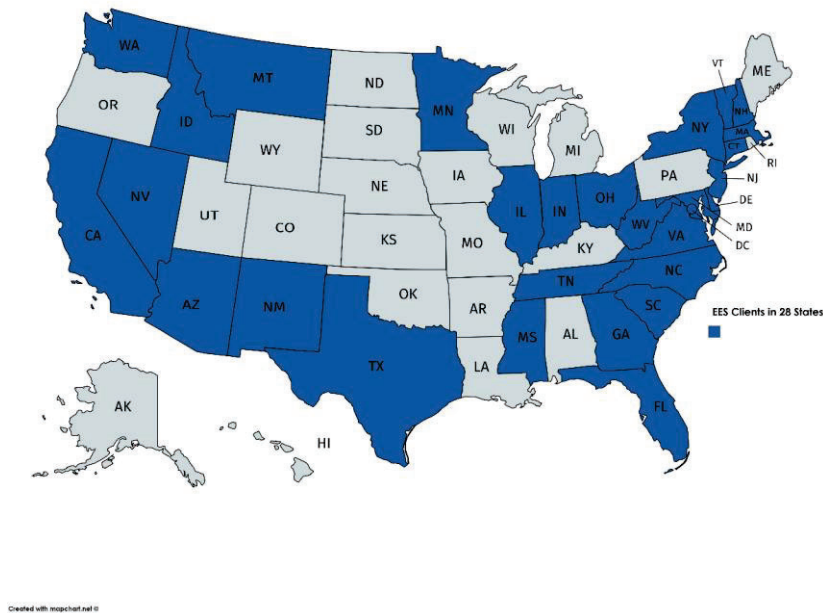 WA
MT
ND
MN
ME
VT
NH
OR
ID
SD
WI
MI
NY
MA
CT
RI
WY
NE
IA
PA
NJ
NV
UT
CO
IL
IN
OH
DE
MD
DC
CA
KS
MO
KY
WV
VA
AZ
NM
OK
AR
TN
NC
SC
EES Clients in 28 States
TX
LA
MS
AL
GA
FL
AK
HI
Created with mapchart.net ©